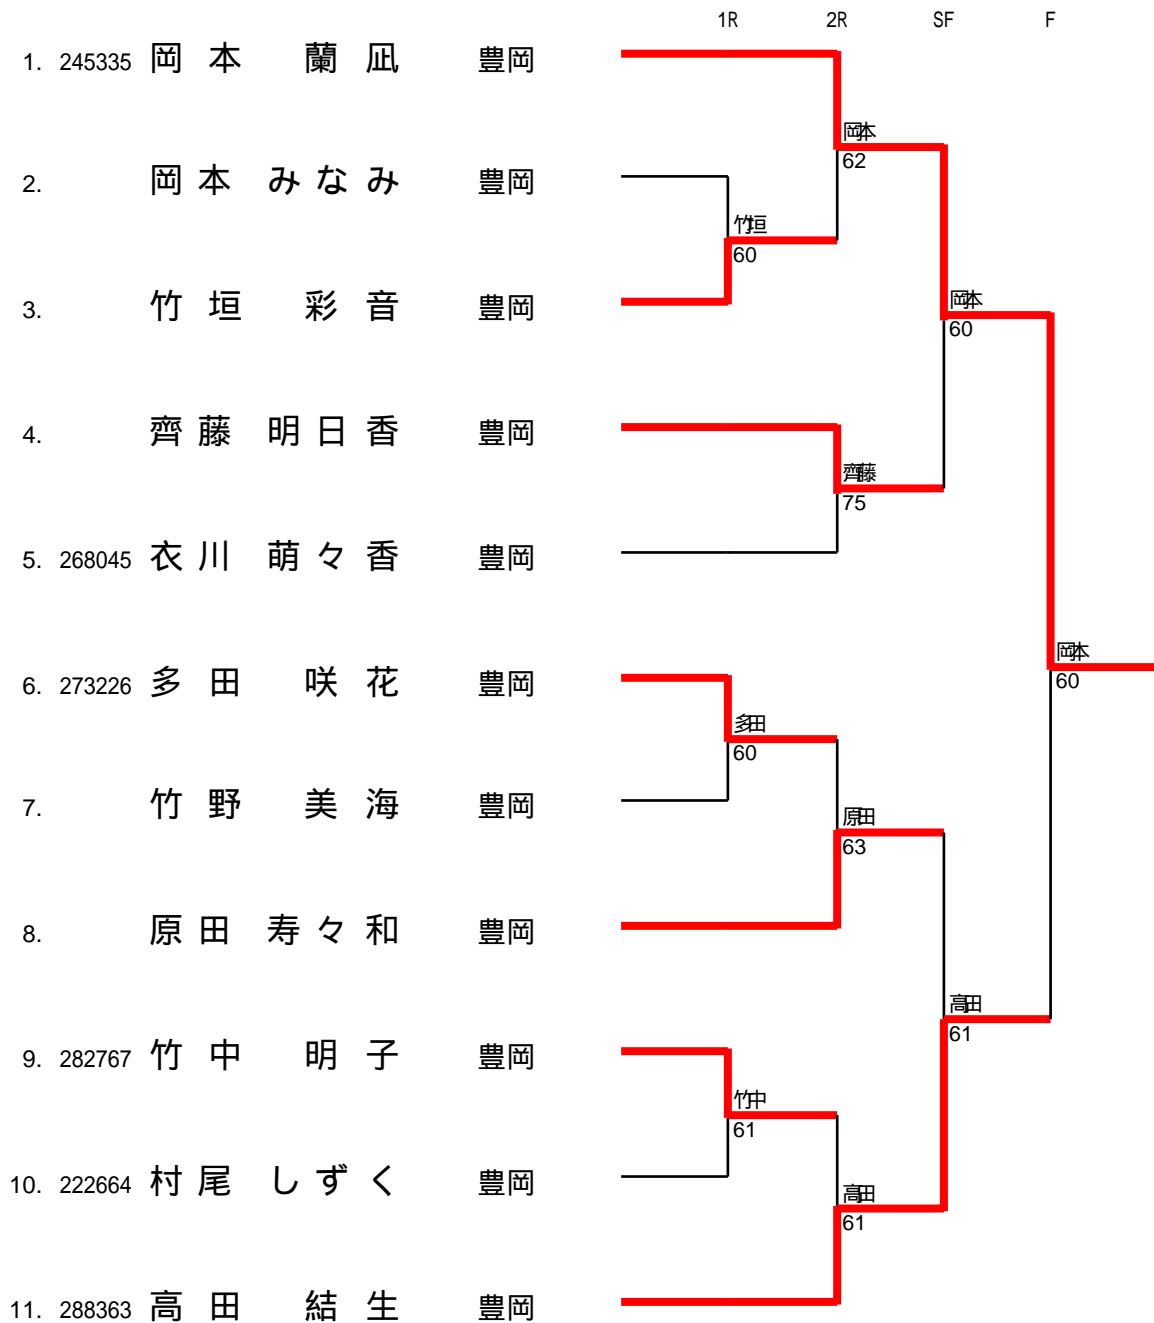 1R 2R SF F
1. 245335 岡本 蘭凪 豊岡
岡本
62
2. 岡本 みなみ 豊岡
竹垣
60
3. 竹垣 彩音 豊岡
岡本
60
4. 齊藤 明日香 豊岡
齊藤
75
5. 268045 衣川 萌々香 豊岡
岡本
60
6. 273226 多田 咲花 豊岡
多田
60
7. 竹野 美海 豊岡
原田
63
8. 原田 寿々和 豊岡
高田
61
9. 282767 竹中 明子 豊岡
竹中
61
10. 222664 村尾 しずく 豊岡
高田
61
11. 288363 高田 結生 豊岡